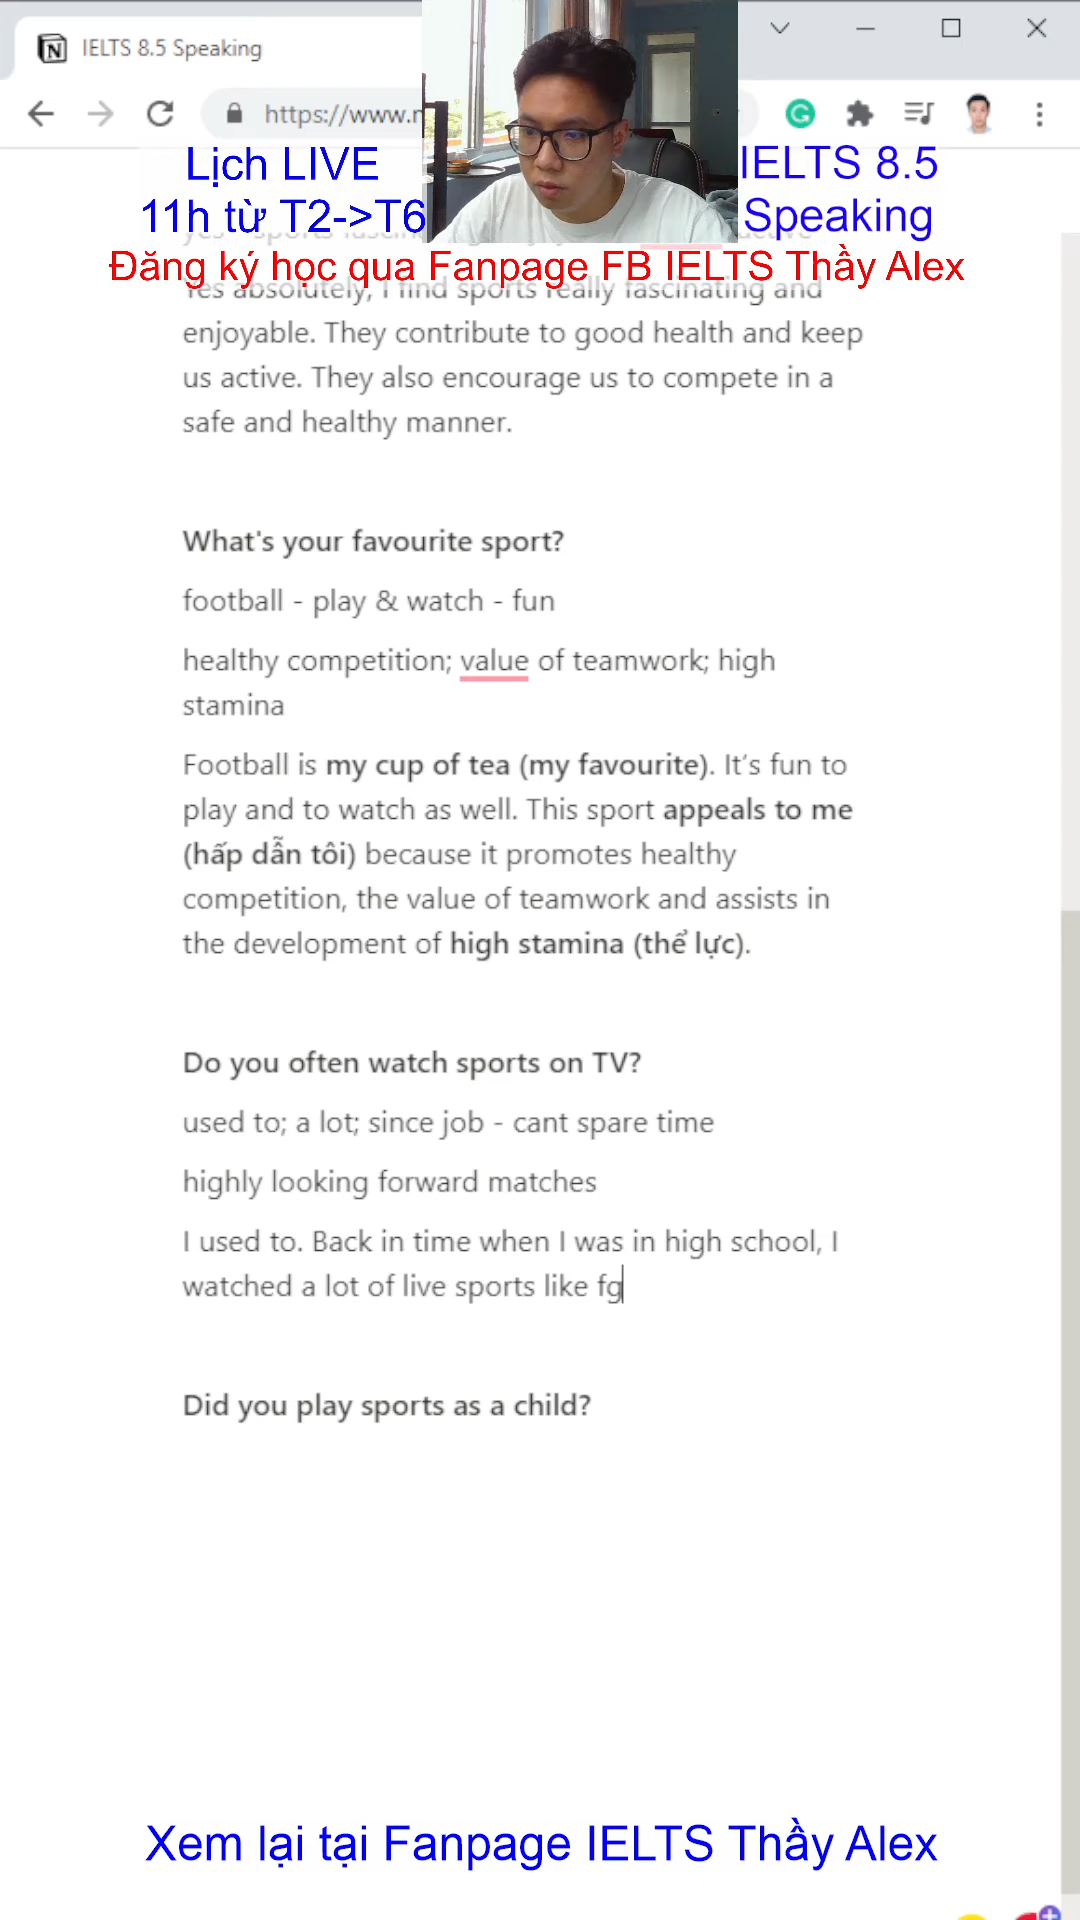 IELTS 8.5 Speaking
https://www.n
Lịch LIVE
11h từ T2->T6
IELTS 8.5
Speaking
Đăng ký học qua Fanpage FB IELTS Thầy Alex
Yes absolutely, I find sports really fascinating and
enjoyable. They contribute to good health and keep
us active. They also encourage us to compete in a
safe and healthy manner.
What's your favourite sport?
football - play & watch - fun
healthy competition; value of teamwork; high
stamina
Football is my cup of tea (my favourite). It's fun to
play and to watch as well. This sport appeals to me
(hấp dẫn tôi) because it promotes healthy
competition, the value of teamwork and assists in
the development of high stamina (thể lực).
Do you often watch sports on TV?
used to; a lot; since job - cant spare time
highly looking forward matches
I used to. Back in time when I was in high school, I
watched a lot of live sports like fg
Did you play sports as a child?
Xem lại tại Fanpage IELTS Thầy Alex